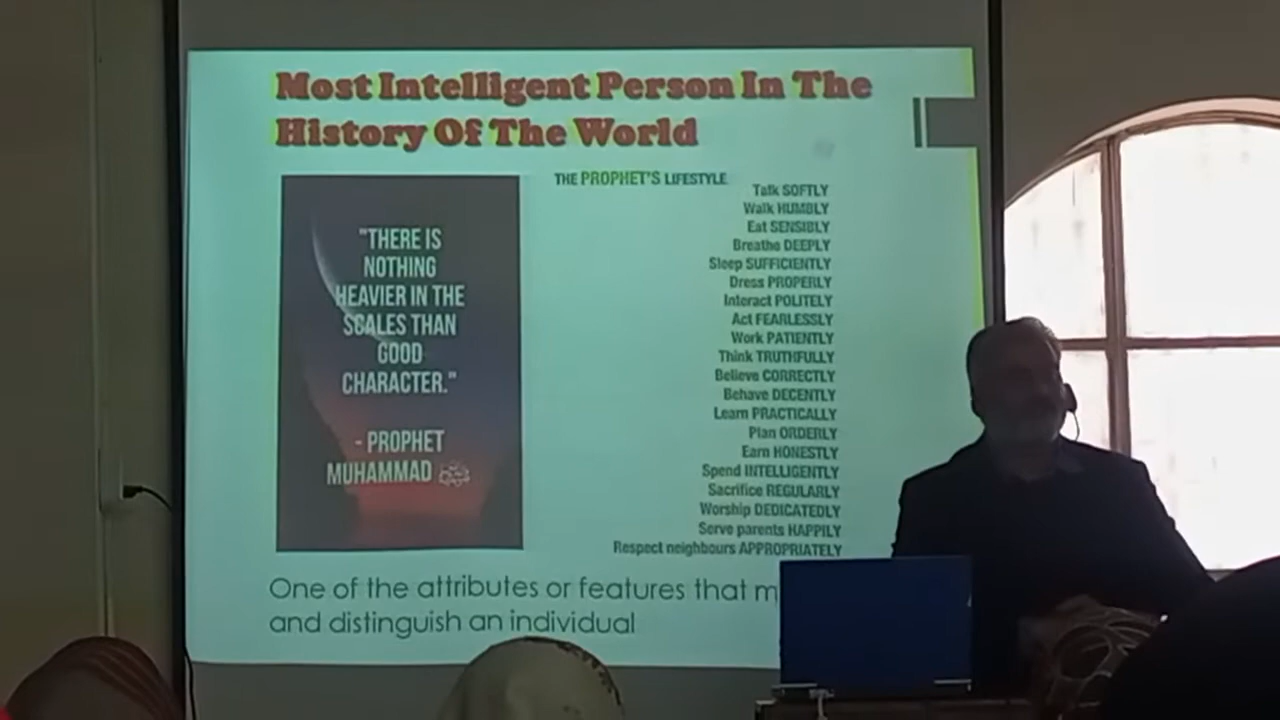 Most Intelligent Person In The
History Of The World
"THERE IS
NOTHING
HEAVIER IN THE
SCALES THAN
GOOD
CHARACTER."
- PROPHET
MUHAMMAD ﷺ
THE PROPHET'S LIFESTYLE
Talk SOFTLY
Walk HUMBLY
Eat SENSIBLY
Breathe DEEPLY
Sleep SUFFICIENTLY
Dress PROPERLY
Interact POLITELY
Act FEARLESSLY
Work PATIENTLY
Think TRUTHFULLY
Believe CORRECTLY
Behave DECENTLY
Learn PRACTICALLY
Plan ORDERLY
Earn HONESTLY
Spend INTELLIGENTLY
Sacrifice REGULARLY
Worship DEDICATEDLY
Serve parents HAPPILY
Respect neighbours APPROPRIATELY
One of the attributes or features that m
and distinguish an individual